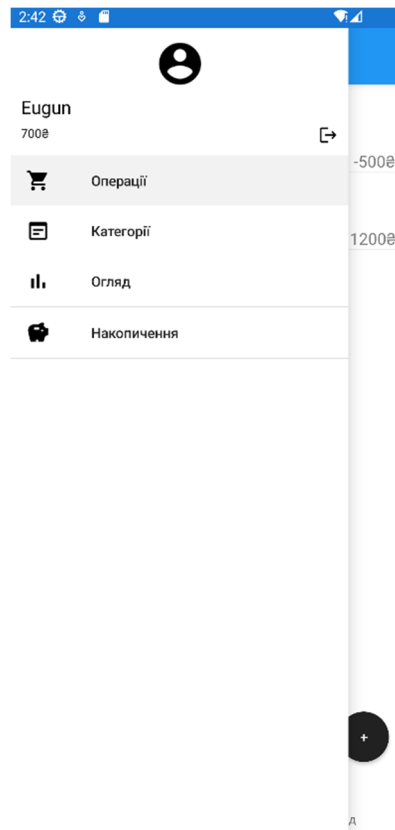 2:42
Eugun
700₴
-500₴
Операції
Категорії
1200₴
Огляд
Накопичення
+
д